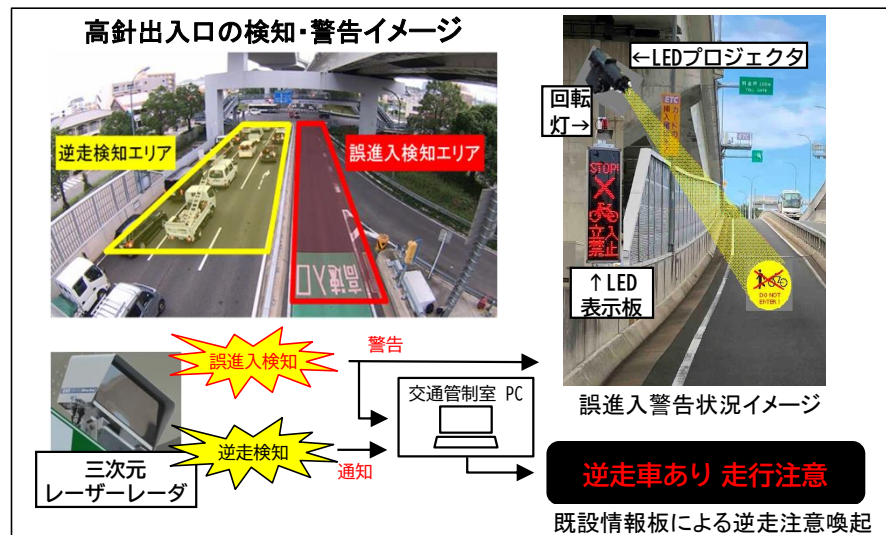 高針出入口の検知・警告イメージ
逆走検知エリア
誤進入検知エリア
高速入口
←LEDプロジェクタ
回転
灯→
ETC
STOP!
立入
禁止
↑LED
表示板
DO NOT
ENTER!
誤進入警告状況イメージ
誤進入検知
警告
交通管制室 PC
逆走検知
通知
三次元
レーザーレーダ
逆走車あり 走行注意
既設情報板による逆走注意喚起